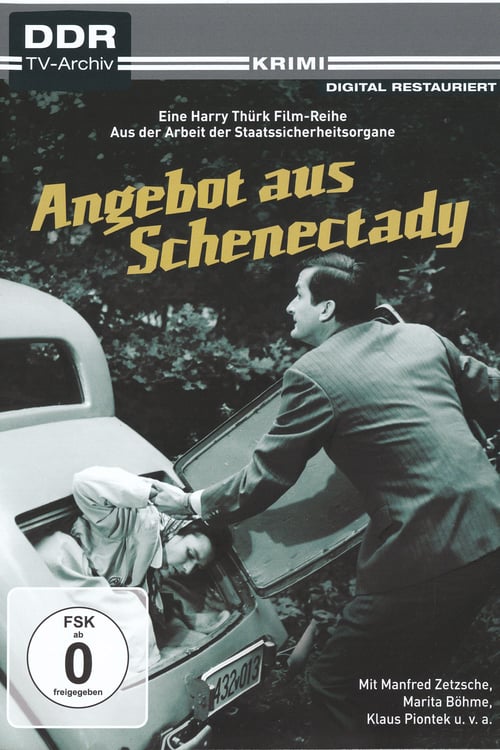 DDR
TV-Archiv
KRIMI
DIGITAL RESTAURIERT
Eine Harry Thürk Film-Reihe
Aus der Arbeit der Staatssicherheitsorgane
Angebot aus
Schenectady
FSK
ab
0
freigegeben
432x013
Mit Manfred Zetzsche,
Marita Böhme,
Klaus Piontek u. v. a.